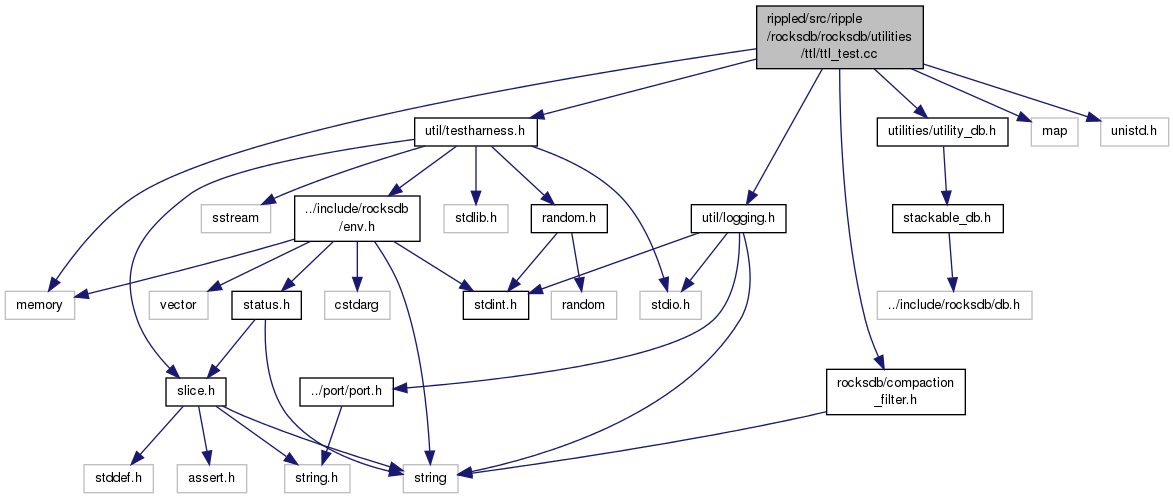 rippled/src/ripple
/rocksdb/rocksdb/utilities
/ttl/ttl_test.cc
util/testharness.h
utilities/utility_db.h
map
unistd.h
sstream
../include/rocksdb
/env.h
stdlib.h
random.h
util/logging.h
stackable_db.h
memory
vector
status.h
cstdarg
stdint.h
random
stdio.h
../include/rocksdb/db.h
slice.h
../port/port.h
rocksdb/compaction
_filter.h
stddef.h
assert.h
string.h
string